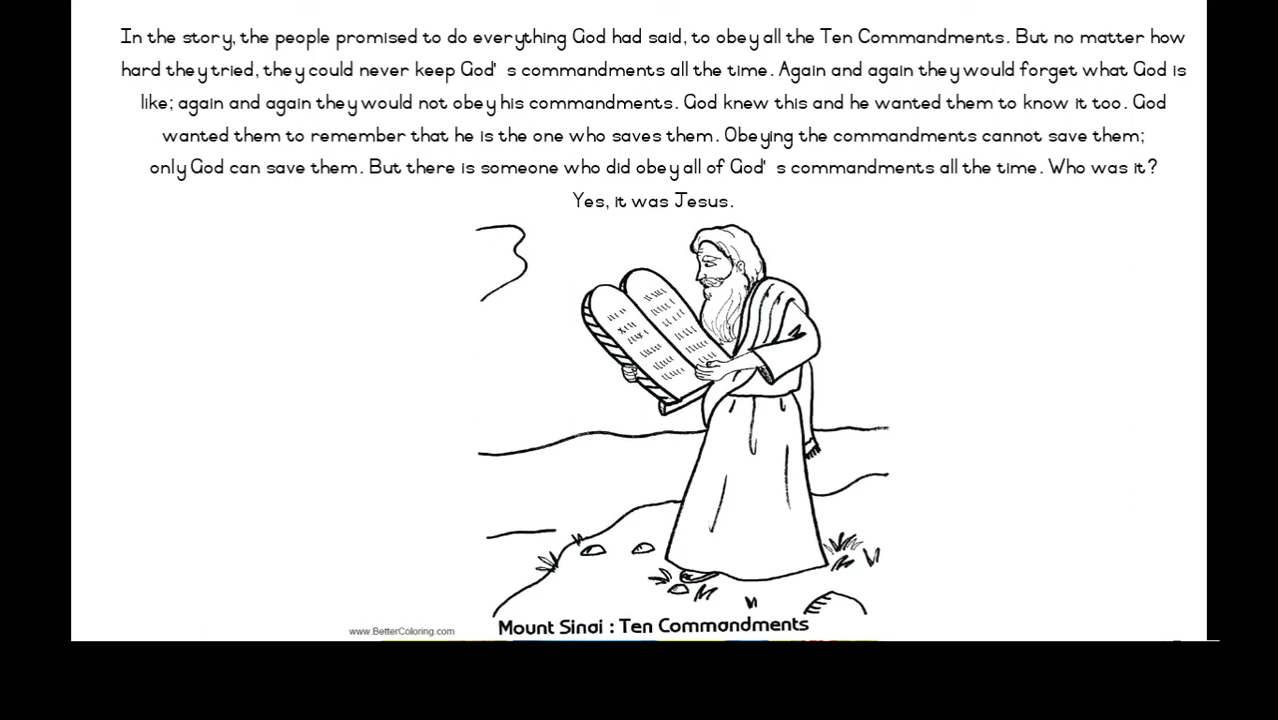 In the story, the people promised to do everything God had said, to obey all the Ten Commandments. But no matter how
hard they tried, they could never keep God's commandments all the time. Again and again they would forget what God is
like; again and again they would not obey his commandments. God knew this and he wanted them to know it too. God
wanted them to remember that he is the one who saves them. Obeying the commandments cannot save them;
only God can save them. But there is someone who did obey all of God's commandments all the time. Who was it?
Yes, it was Jesus.
www.BetterColoring.com
Mount Sinai : Ten Commandments